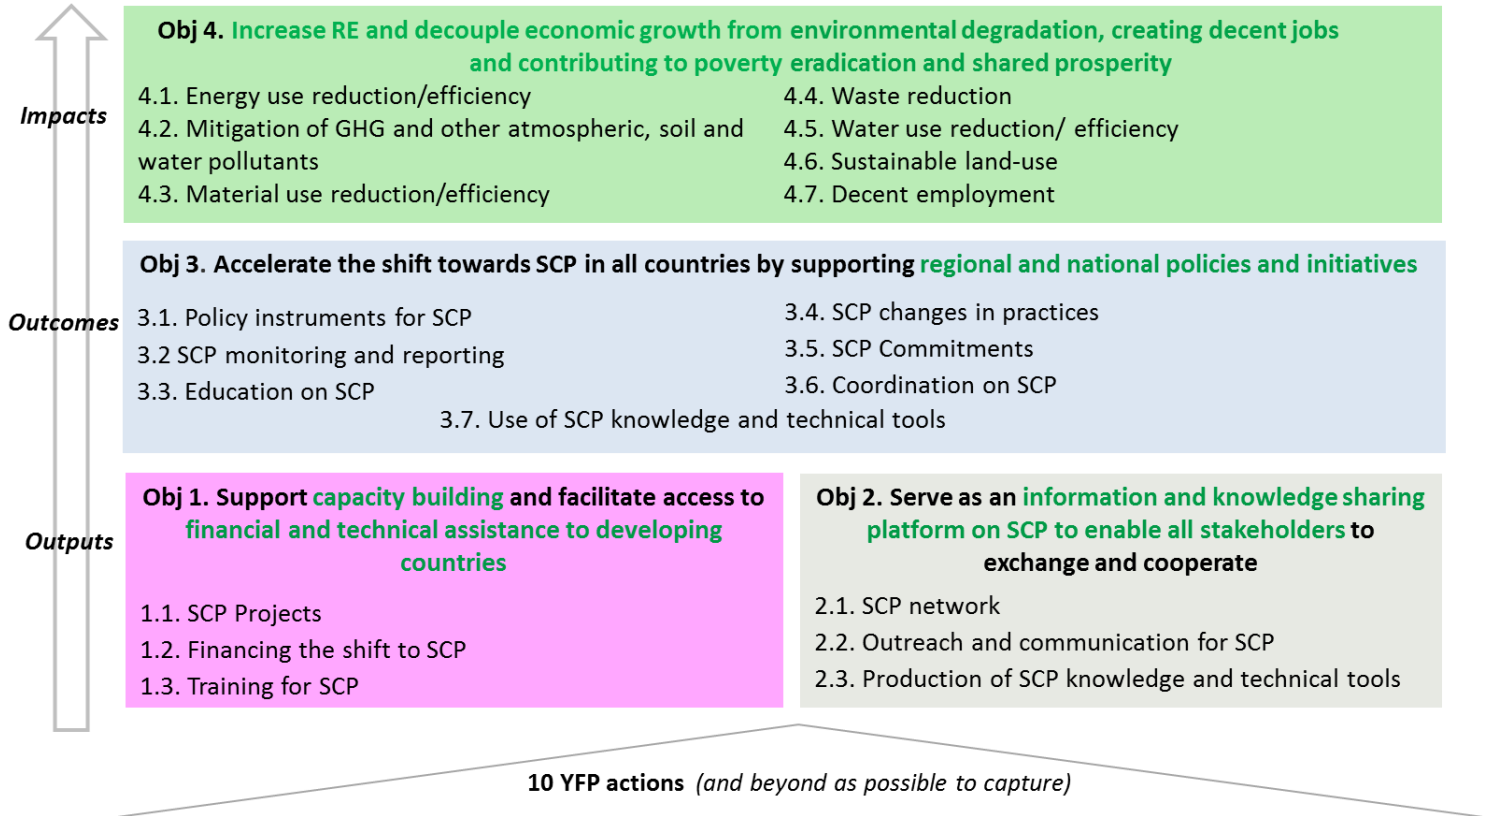 Obj 4. Increase RE and decouple economic growth from environmental degradation, creating decent jobs
and contributing to poverty eradication and shared prosperity
Impacts
4.1. Energy use reduction/efficiency
4.2. Mitigation of GHG and other atmospheric, soil and
water pollutants
4.3. Material use reduction/efficiency
4.4. Waste reduction
4.5. Water use reduction/ efficiency
4.6. Sustainable land-use
4.7. Decent employment
Obj 3. Accelerate the shift towards SCP in all countries by supporting regional and national policies and initiatives
Outcomes
3.1. Policy instruments for SCP
3.2 SCP monitoring and reporting
3.3. Education on SCP
3.4. SCP changes in practices
3.5. SCP Commitments
3.6. Coordination on SCP
3.7. Use of SCP knowledge and technical tools
Outputs
Obj 1. Support capacity building and facilitate access to
financial and technical assistance to developing
countries
1.1. SCP Projects
1.2. Financing the shift to SCP
1.3. Training for SCP
Obj 2. Serve as an information and knowledge sharing
platform on SCP to enable all stakeholders to
exchange and cooperate
2.1. SCP network
2.2. Outreach and communication for SCP
2.3. Production of SCP knowledge and technical tools
10 YFP actions (and beyond as possible to capture)